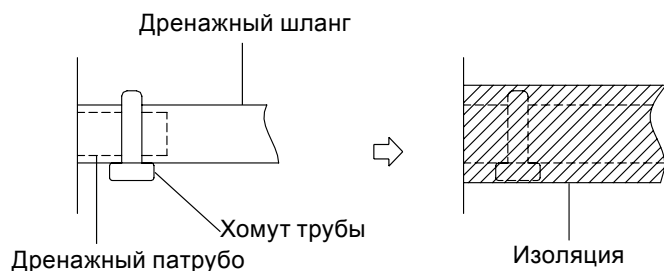 Дренажный шланг
Хомут трубы
Дренажный патрубо
Изоляция